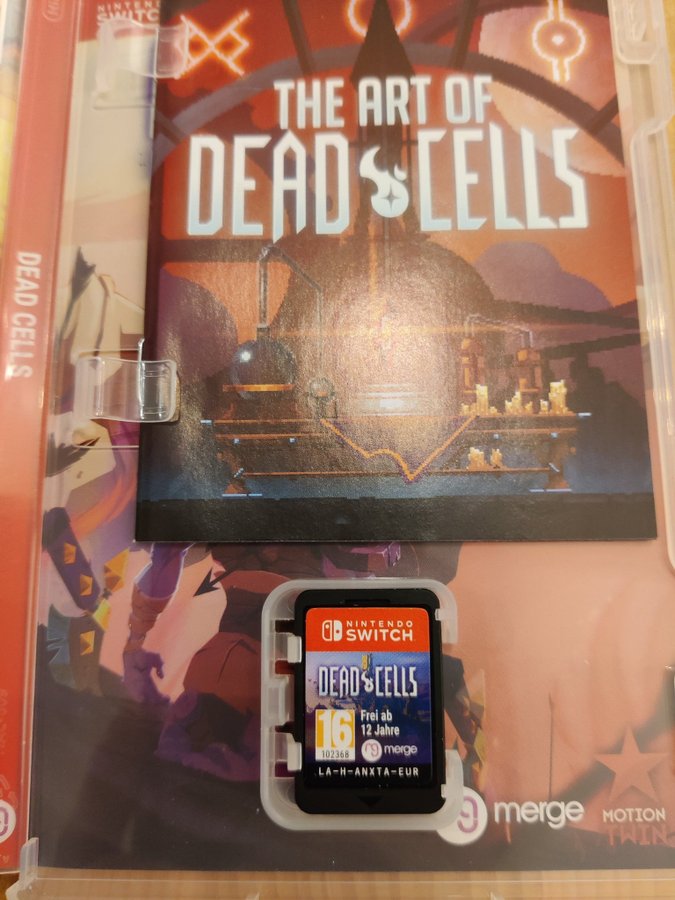 NINTENDO
SWITCH
THE ART OF
DEAD CELLS
DEAD CELLS
NINTENDO
SWITCH
DEAD CELLS
16
Frei ab
12 Jahre
102368
merge
LA-H-ANXTA-EUR
merge
MOTION
TWIN